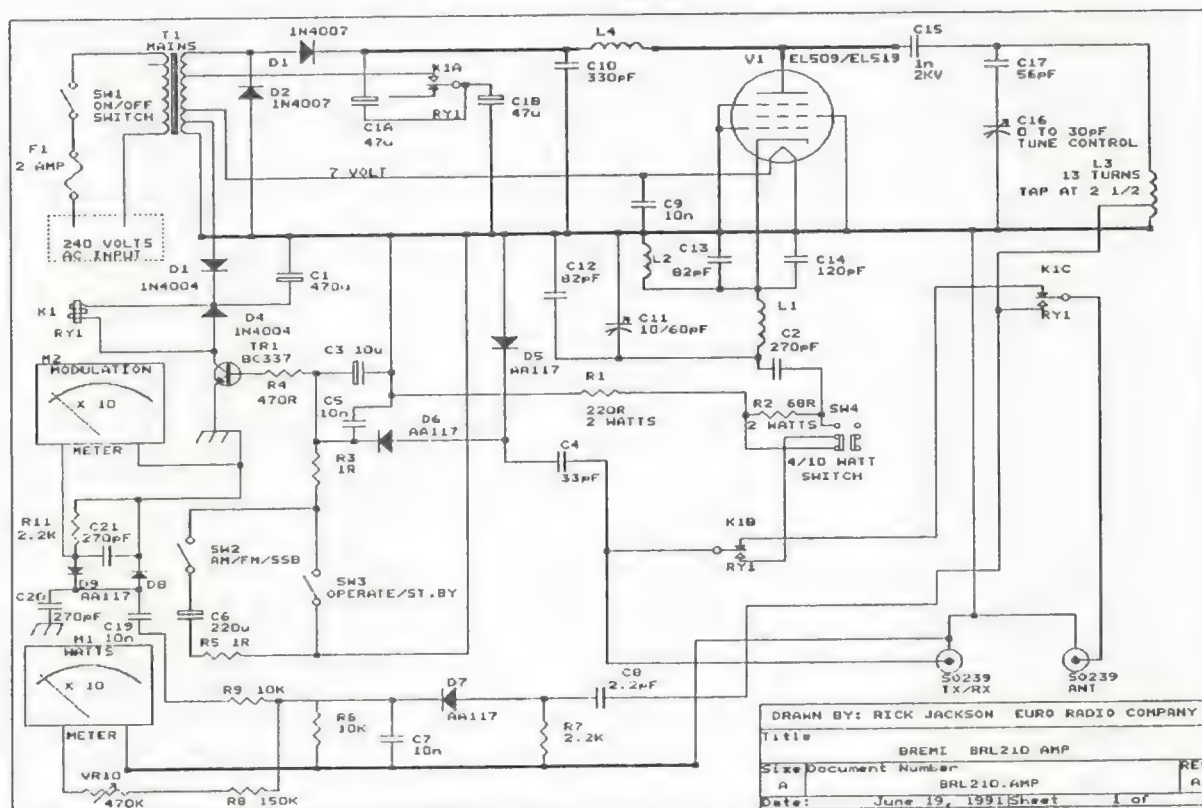 T1
MAINS
SW1
ON/OFF
SWITCH
F1
2 AMP
240 VOLTS
AC INPUT
1N4007
D1
D2
1N4007
C1A
47u
K1A
RY1
C1B
47u
C10
330pF
L4
V1
EL509/EL519
C15
1n
2KV
C17
56pF
C16
0 TO 30pF
TUNE CONTROL
L3
13 TURNS
TAP AT 2 1/2
7 VOLT
C9
10n
L2
C13
82pF
C14
120pF
C12
82pF
C11
10/60pF
L1
C2
270pF
K1C
RY1
D1
1N4004
C1
470u
K1
RY1
D4
1N4004
TR1
BC337
C3 10u
R4
470R
C5
10n
D5
AA117
D6
AA117
R1
220R
2 WATTS
R2 68R
2 WATTS
SW4
4/10 WATT
SWITCH
C4
33pF
R3
1R
M2
MODULATION
X 10
METER
R11
2.2K
C21
270pF
D9
AA117
D8
C20
270pF
C19
10n
SW2
AM/FM/SSB
SW3
OPERATE/ST.BY
C6
220u
R5 1R
K1B
RY1
M1
WATTS
X 10
METER
VR10
470K
R8 150K
R9 10K
R6
10K
C7
10n
D7
AA117
R7
2.2K
C8
2.2pF
SO239
TX/RX
SO239
ANT
DRAWN BY: RICK JACKSON EURO RADIO COMPANY
Title
BREMI BRL210 AMP
Size Document Number
A BRL210.AMP
RE
A
Date: June 19, 1991 Sheet 1 of